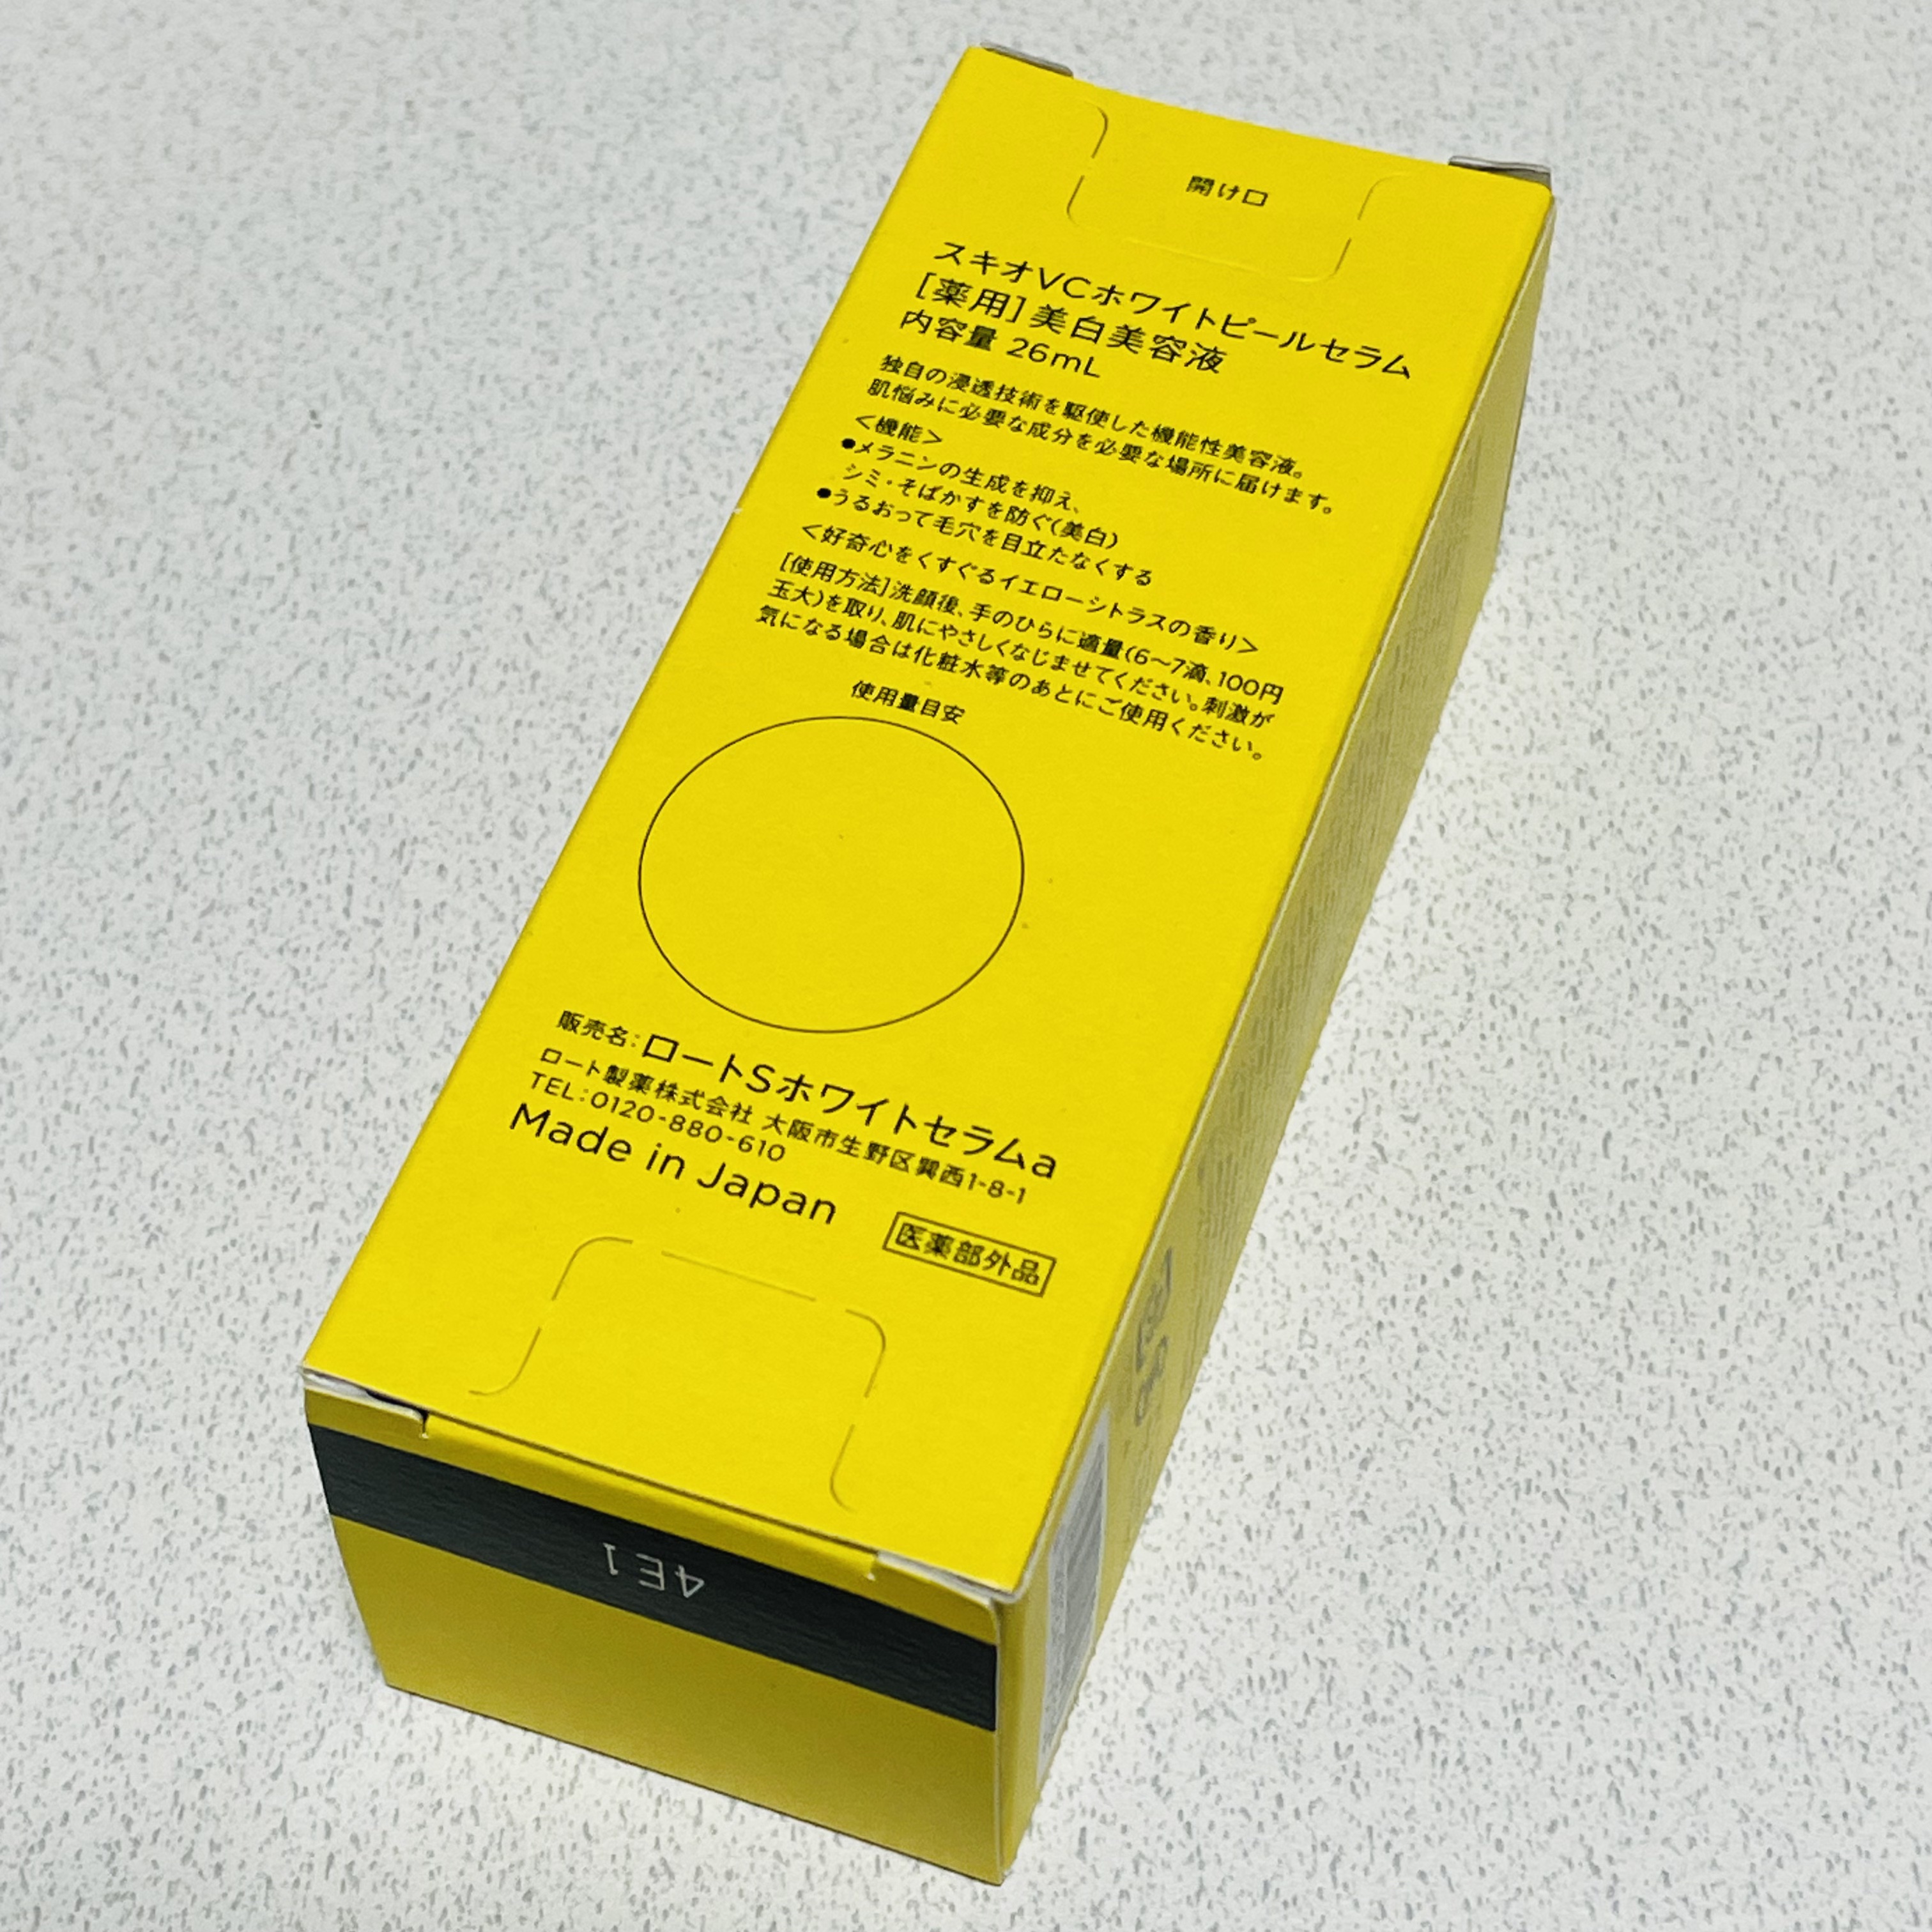 開け口
スキオVCホワイトピールセラム
[薬用]美白美容液
内容量 26mL
独自の浸透技術を駆使した機能性美容液。
肌悩みに必要な成分を必要な場所に届けます。
<機能>
●メラニンの生成を抑え、
シミ・そばかすを防ぐ(美白)
●うるおって毛穴を目立たなくする
<好奇心をくすぐるイエローシトラスの香り>
[使用方法]洗顔後、手のひらに適量(6〜7滴、100円
玉大)を取り、肌にやさしくなじませてください。刺激が
気になる場合は化粧水等のあとにご使用ください。
使用量目安
販売名:ロートSホワイトセラムa
ロート製薬株式会社 大阪市生野区巽西1-8-1
TEL:0120-880-610
Made in Japan
医薬部外品
4E1